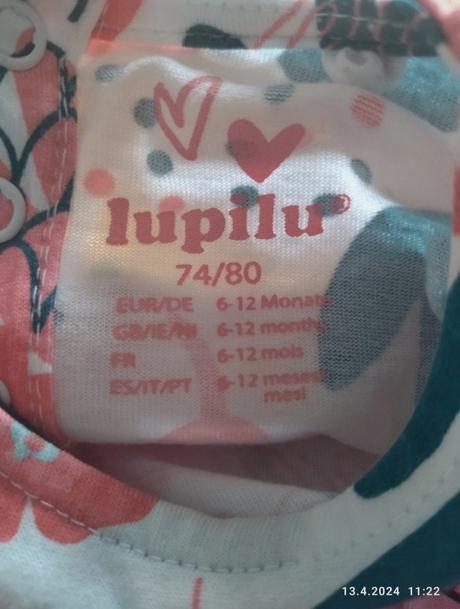 lupilu®
74/80
EUR/DE 6-12 Monate
GB/IE/NI 6-12 months
FR 6-12 mois
ES/IT/PT 6-12 meses
mesi
13.4.2024 11:22